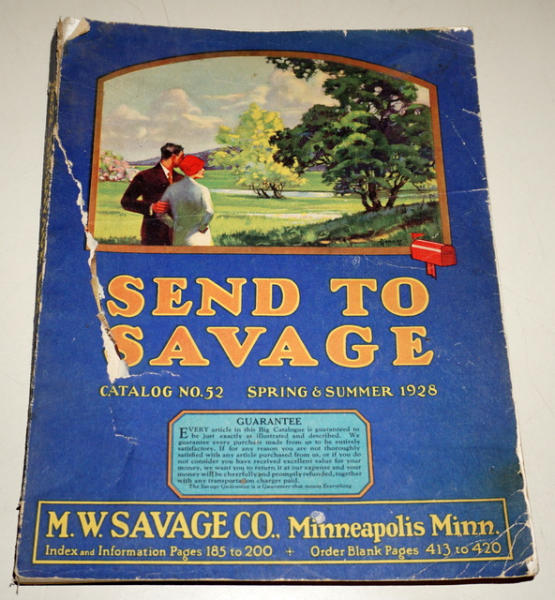 SEND TO
SAVAGE
CATALOG NO. 52 SPRING & SUMMER 1928
GUARANTEE
EVERY article in this Big Catalogue is guaranteed to
be just exactly as illustrated and described. We
guarantee every purchase made from us to be entirely
satisfactory. If for any reason you are not thoroughly
satisfied with any article purchased from us, or if you do
not consider you have received excellent value for your
money, we want you to return it at our expense and your
money will be cheerfully and promptly refunded, together
with any transportation charges paid.
The Savage Guarantee is a Guarantee that means Everything
M. W. SAVAGE CO., Minneapolis Minn.
Index and Information Pages 185 to 200 + Order Blank Pages 413 to 420